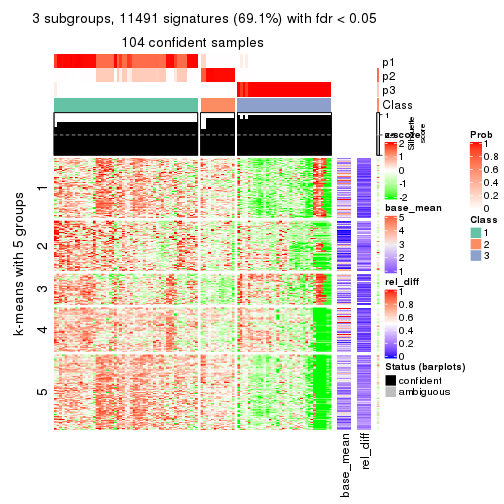 3 subgroups, 11491 signatures (69.1%) with fdr < 0.05
104 confident samples
p1
p2
p3
Class
1
Silhouette
score
z-score
2
1
0
-1
-2
base_mean
5
4
3
2
1
rel_diff
1
0.8
0.6
0.4
0.2
0
Status (barplots)
confident
ambiguous
Prob
1
0.8
0.6
0.4
0.2
0
Class
1
2
3
k-means with 5 groups
1
2
3
4
5
base_mean
rel_diff